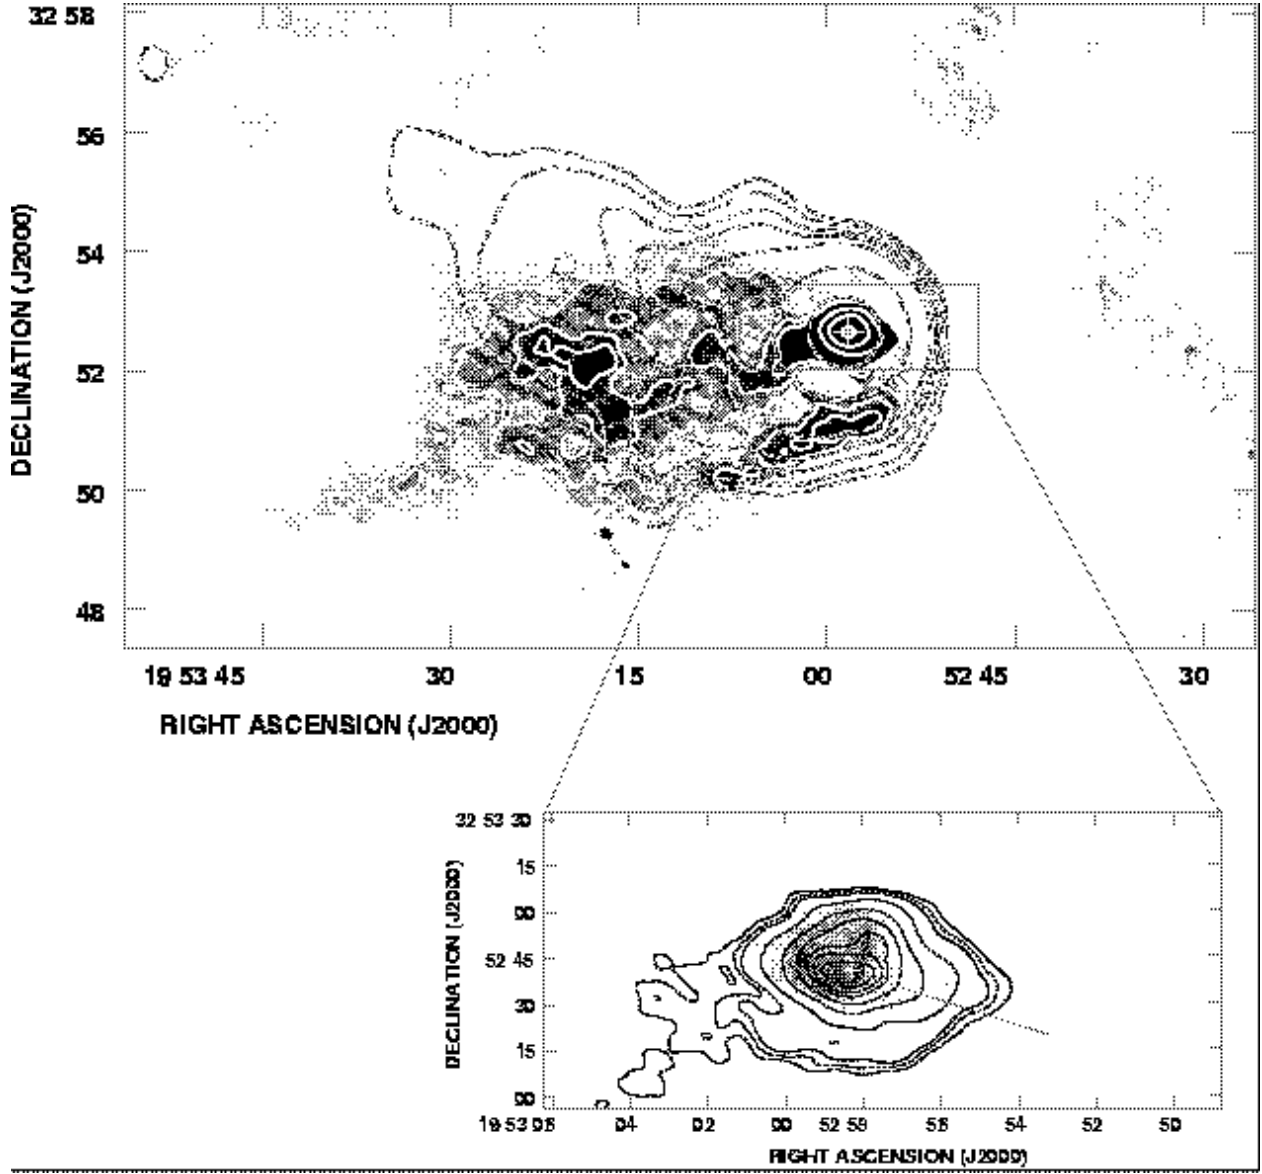 32 58
56
54
52
50
48
DECLINATION (J2000)
19 53 45 30 15 00 52 45 30
RIGHT ASCENSION (J2000)
32 53 30
15
00
52 45
30
15
00
DECLINATION (J2000)
19 53 06 04 02 00 52 58 56 54 52 50
RIGHT ASCENSION (J2000)